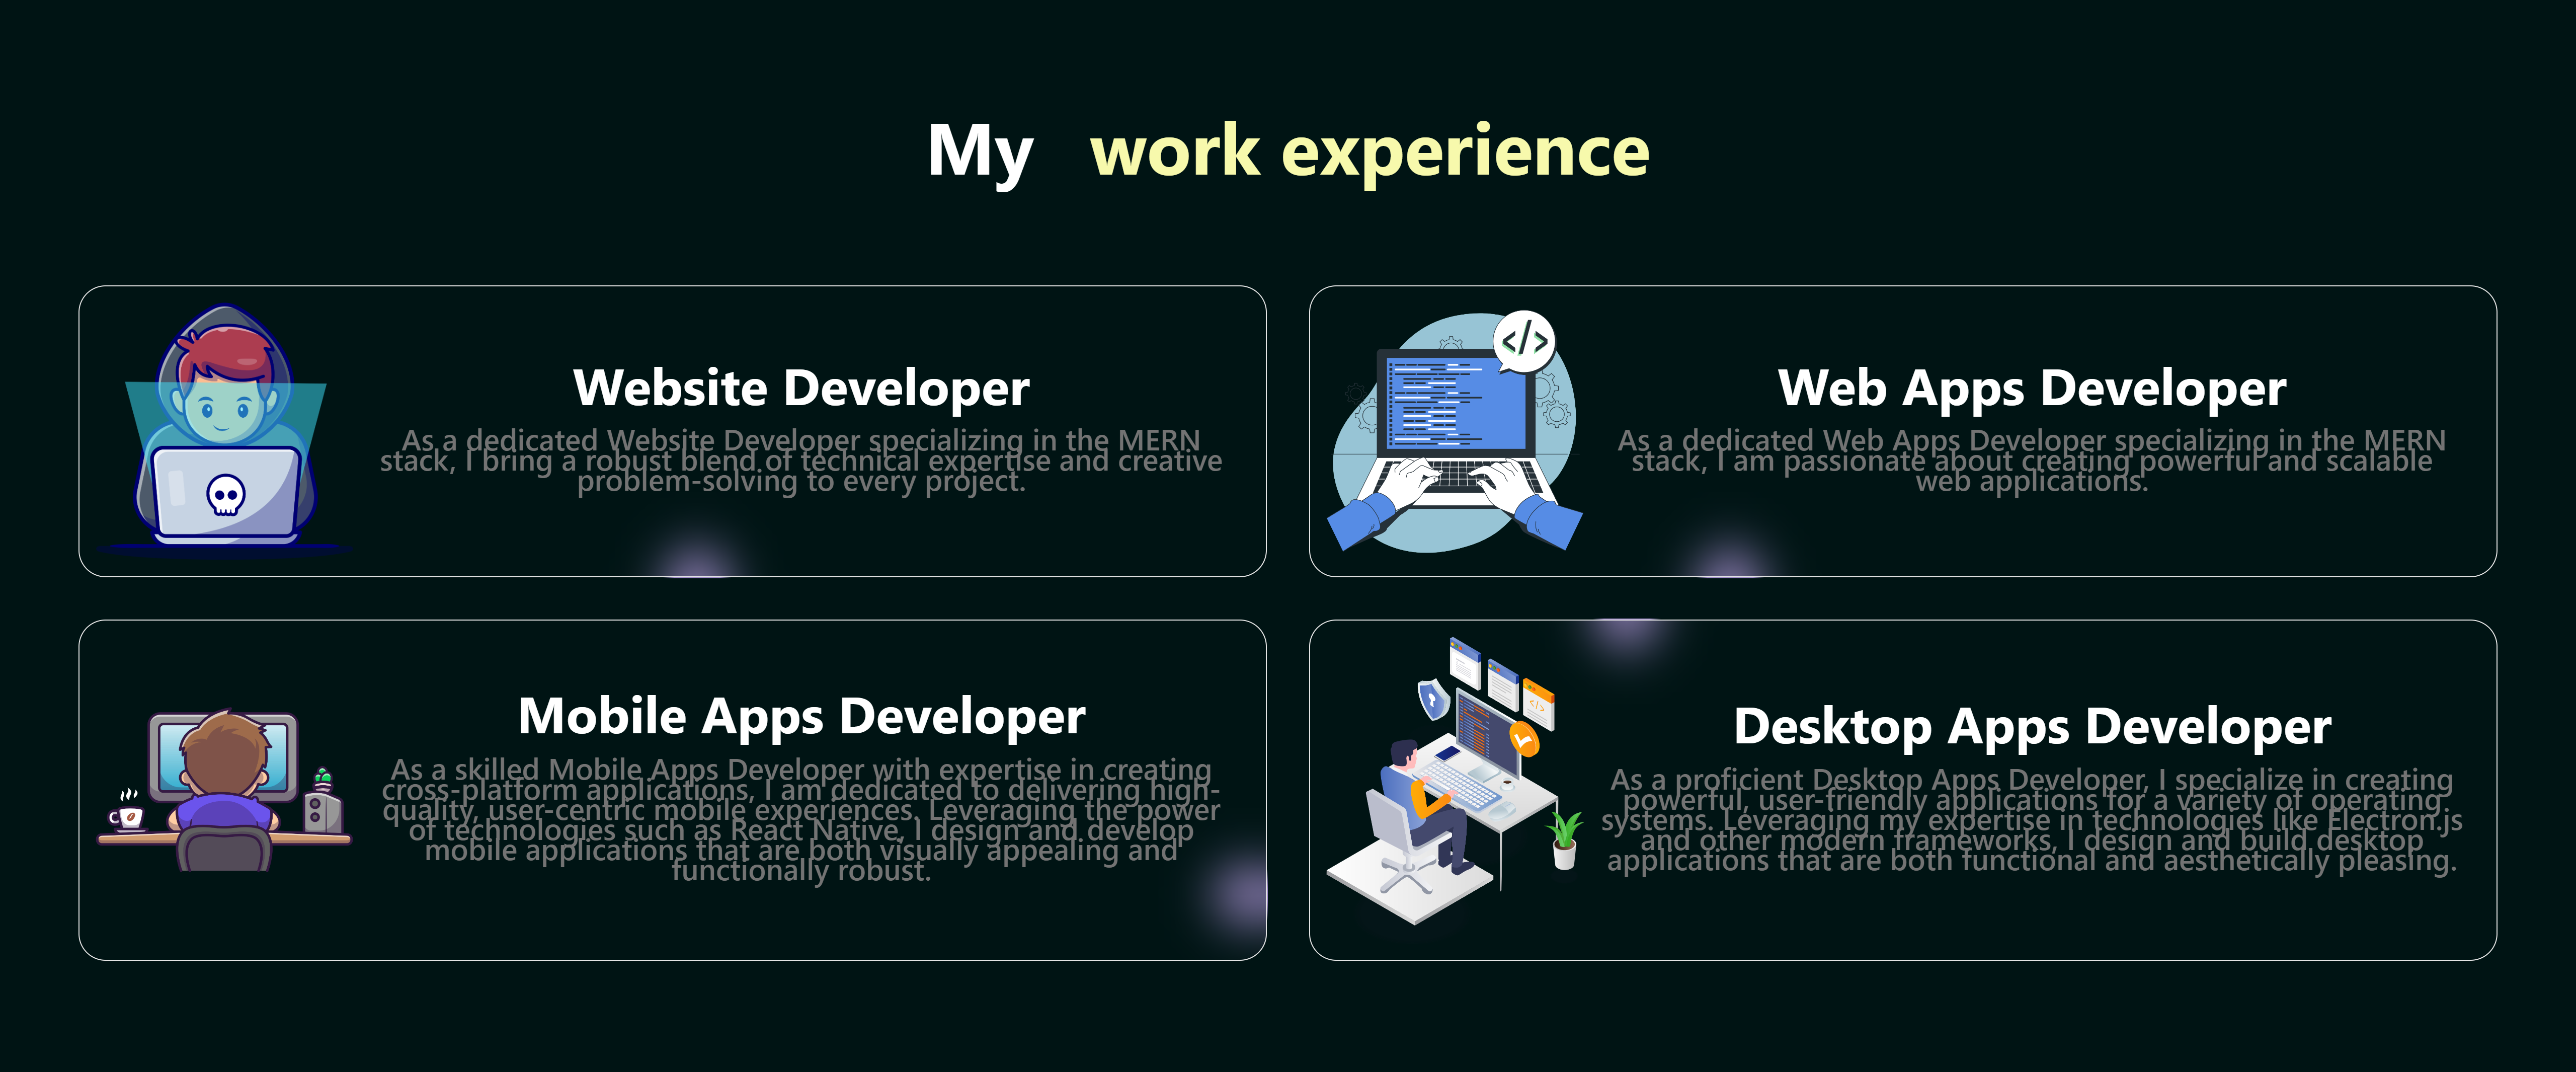 My work experience
Website Developer
As a dedicated Website Developer specializing in the MERN
stack, I bring a robust blend of technical expertise and creative
problem-solving to every project.
</>
Web Apps Developer
As a dedicated Web Apps Developer specializing in the MERN
stack, I am passionate about creating powerful and scalable
web applications.
Mobile Apps Developer
As a skilled Mobile Apps Developer with expertise in creating
cross-platform applications, I am dedicated to delivering high-
quality, user-centric mobile experiences. Leveraging the power
of technologies such as React Native, I design and develop
mobile applications that are both visually appealing and
functionally robust.
</>
Desktop Apps Developer
As a proficient Desktop Apps Developer, I specialize in creating
powerful, user-friendly applications for a variety of operating
systems. Leveraging my expertise in technologies like Electron.js
and other modern frameworks, I design and build desktop
applications that are both functional and aesthetically pleasing.